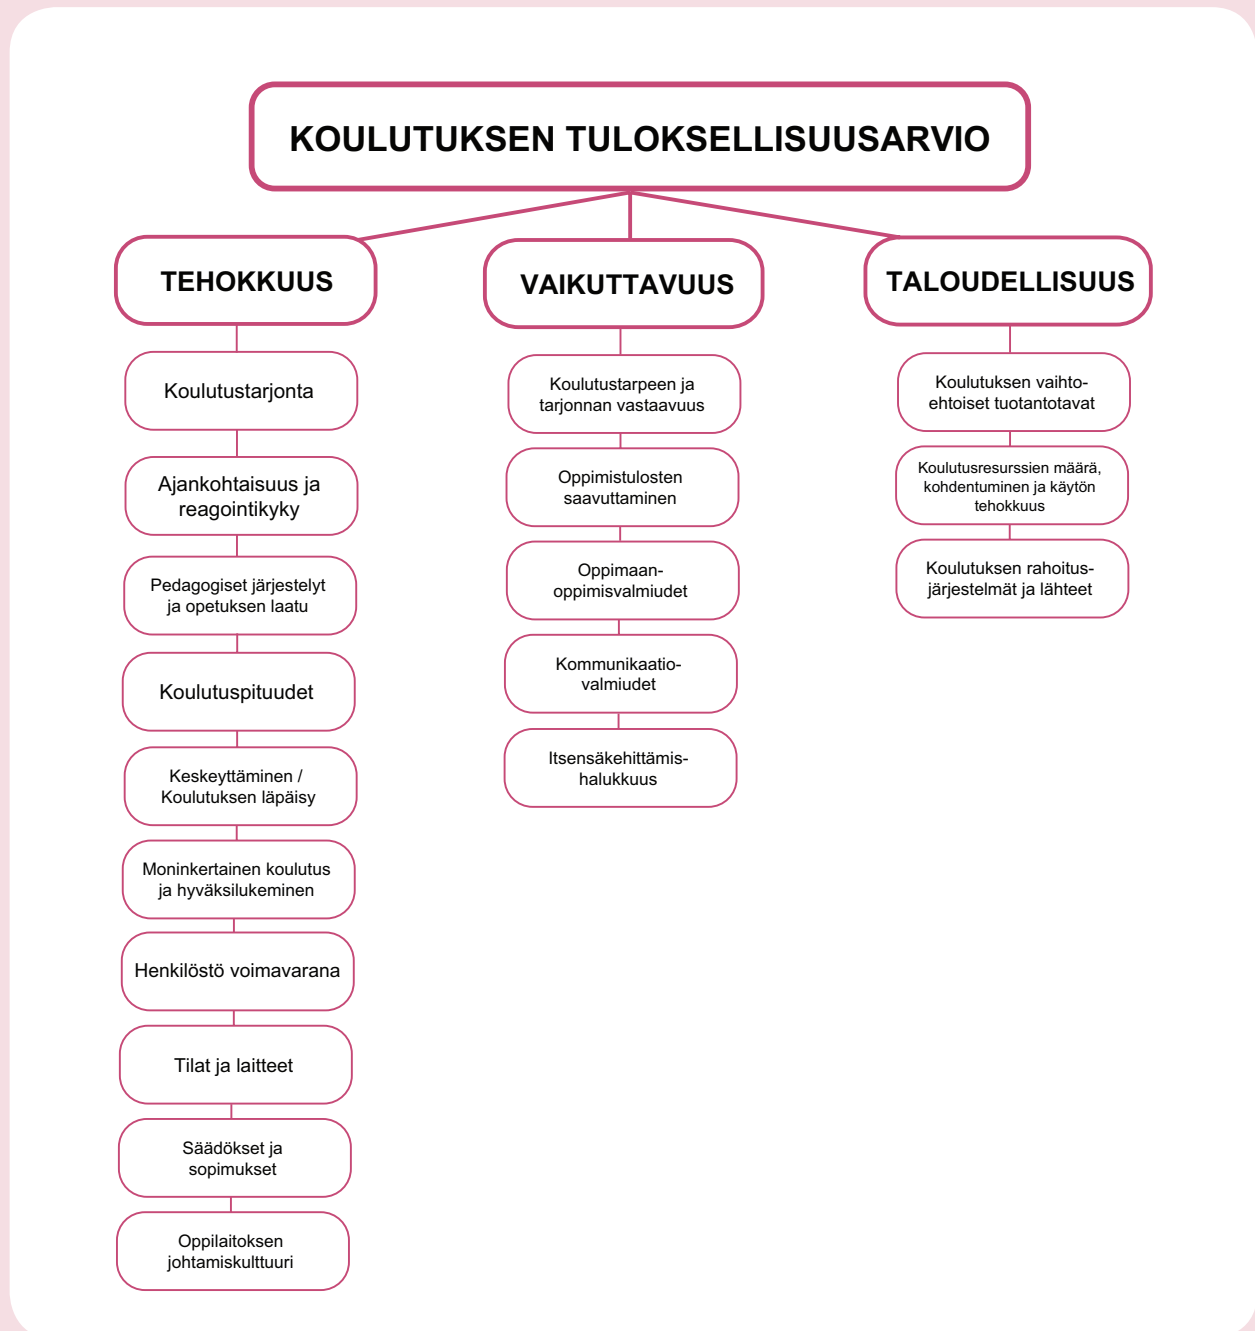 KOULUTUKSEN TULOKSELLISUUSARVIO
TEHOKKUUS
Koulutustarjonta
Ajankohtaisuus ja
reagointikyky
Pedagogiset järjestelyt
ja opetuksen laatu
Koulutuspituudet
Keskeyttäminen /
Koulutuksen läpäisy
Moninkertainen koulutus
ja hyväksilukeminen
Henkilöstö voimavarana
Tilat ja laitteet
Säädökset ja
sopimukset
Oppilaitoksen
johtamiskulttuuri
VAIKUTTAVUUS
Koulutustarpeen ja
tarjonnan vastaavuus
Oppimistulosten
saavuttaminen
Oppimaan-
oppimisvalmiudet
Kommunikaatio-
valmiudet
Itsensäkehittämis-
halukkuus
TALOUDELLISUUS
Koulutuksen vaihto-
ehtoiset tuotantotavat
Koulutusresurssien määrä,
kohdentuminen ja käytön
tehokkuus
Koulutuksen rahoitus-
järjestelmät ja lähteet